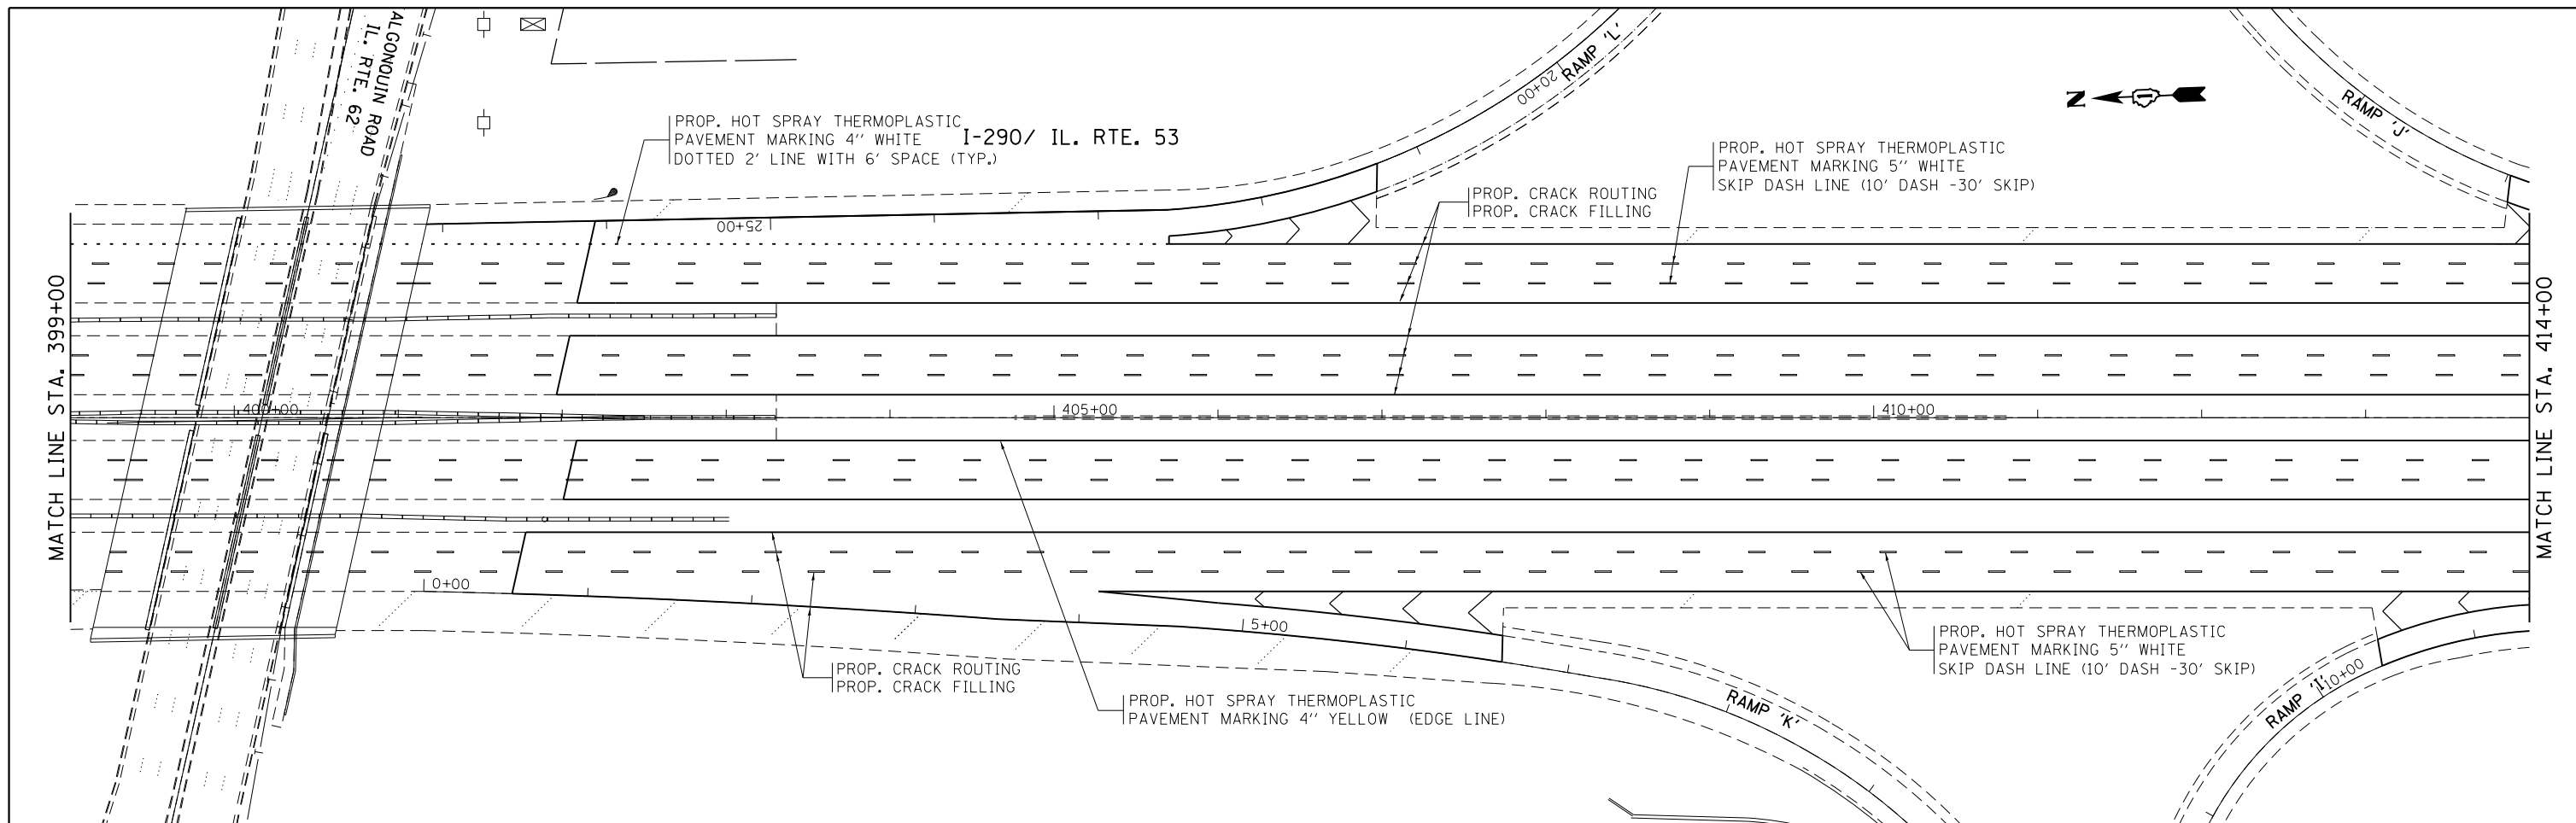 ALGONQUIN ROAD
IL. RTE. 62
PROP. HOT SPRAY THERMOPLASTIC
PAVEMENT MARKING 4'' WHITE
DOTTED 2' LINE WITH 6' SPACE (TYP.)
I-290/ IL. RTE. 53
RAMP 'L'
20+00
N
RAMP 'J'
PROP. HOT SPRAY THERMOPLASTIC
PAVEMENT MARKING 5'' WHITE
SKIP DASH LINE (10' DASH -30' SKIP)
PROP. CRACK ROUTING
PROP. CRACK FILLING
25+00
MATCH LINE STA. 399+00
MATCH LINE STA. 414+00
400+00
405+00
410+00
0+00
5+00
PROP. CRACK ROUTING
PROP. CRACK FILLING
PROP. HOT SPRAY THERMOPLASTIC
PAVEMENT MARKING 4'' YELLOW (EDGE LINE)
PROP. HOT SPRAY THERMOPLASTIC
PAVEMENT MARKING 5'' WHITE
SKIP DASH LINE (10' DASH -30' SKIP)
RAMP 'K'
RAMP 'I'
10+00